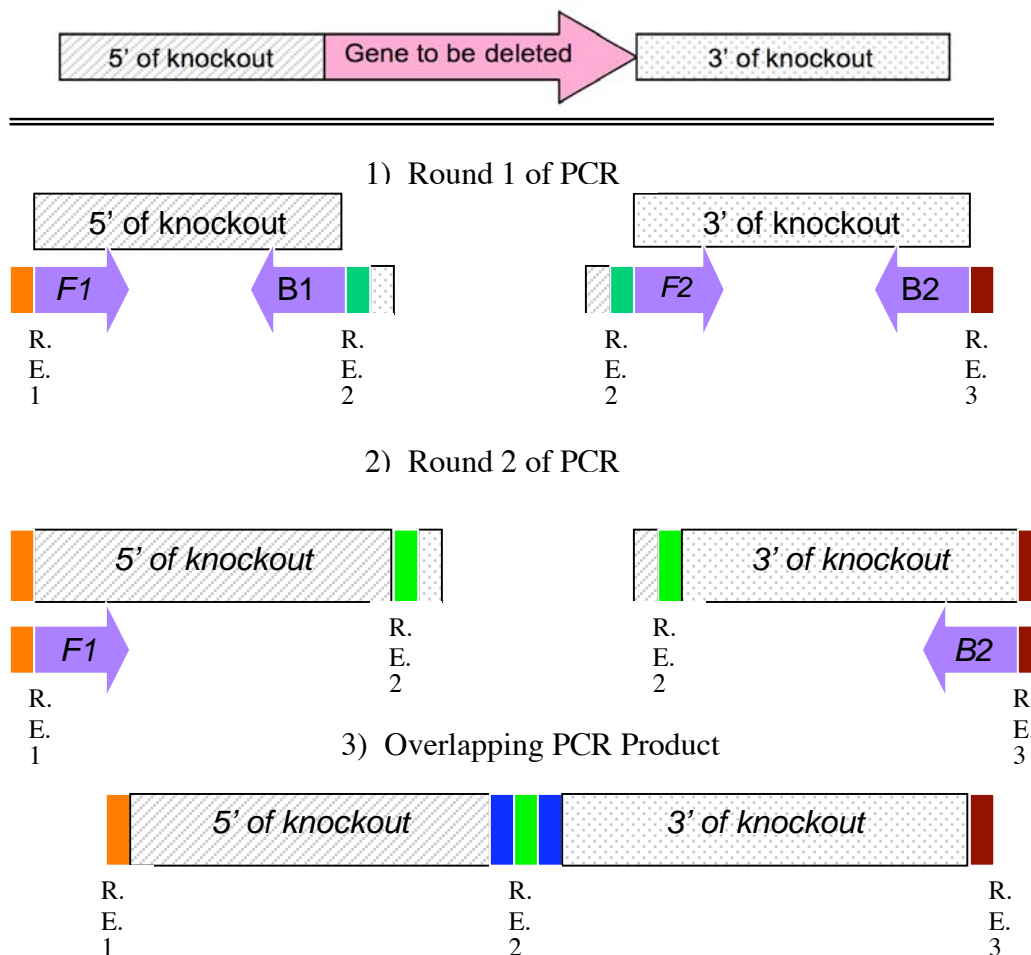 5' of knockout
Gene to be deleted
3' of knockout
1) Round 1 of PCR
5' of knockout
3' of knockout
F1
B1
F2
B2
R.
E.
1
R.
E.
2
R.
E.
2
R.
E.
3
2) Round 2 of PCR
5' of knockout
3' of knockout
F1
R.
E.
2
R.
E.
2
B2
R.
E.
1
R
E.
3
3) Overlapping PCR Product
5' of knockout
3' of knockout
R.
E.
1
R.
E.
2
R.
E.
3